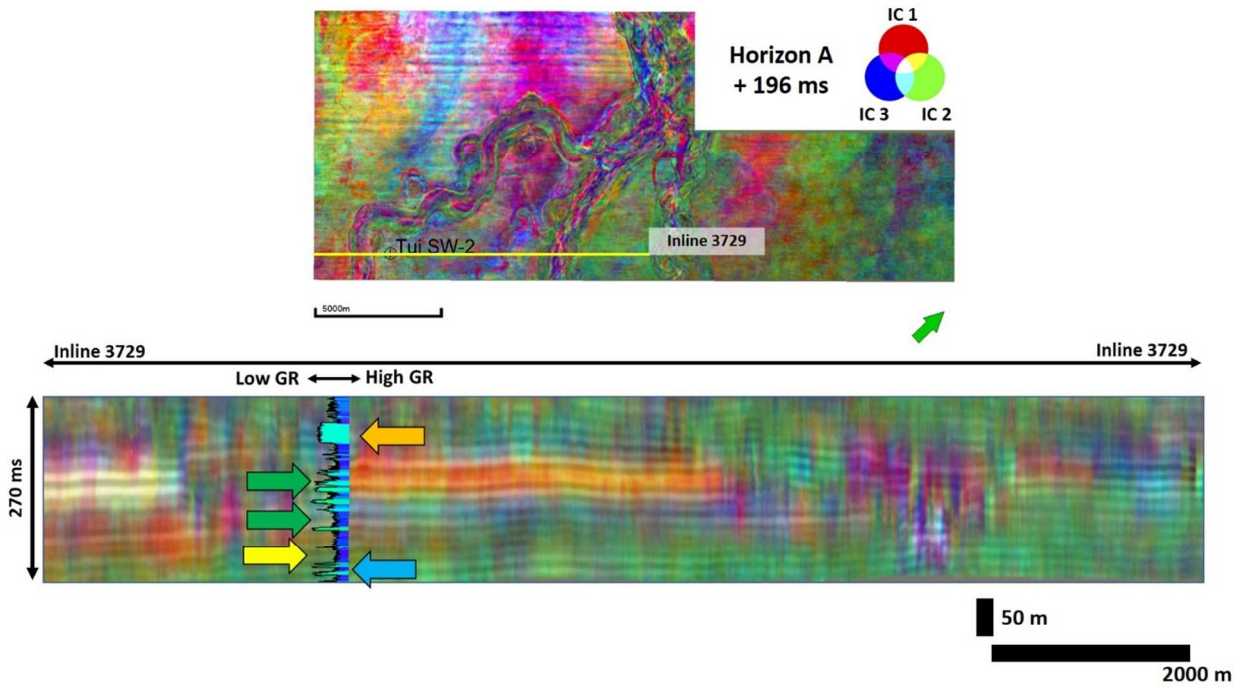 IC 1
Horizon A
+ 196 ms
IC 3
IC 2
Tui SW-2
Inline 3729
5000m
Inline 3729
Inline 3729
Low GR
High GR
270 ms
50 m
2000 m